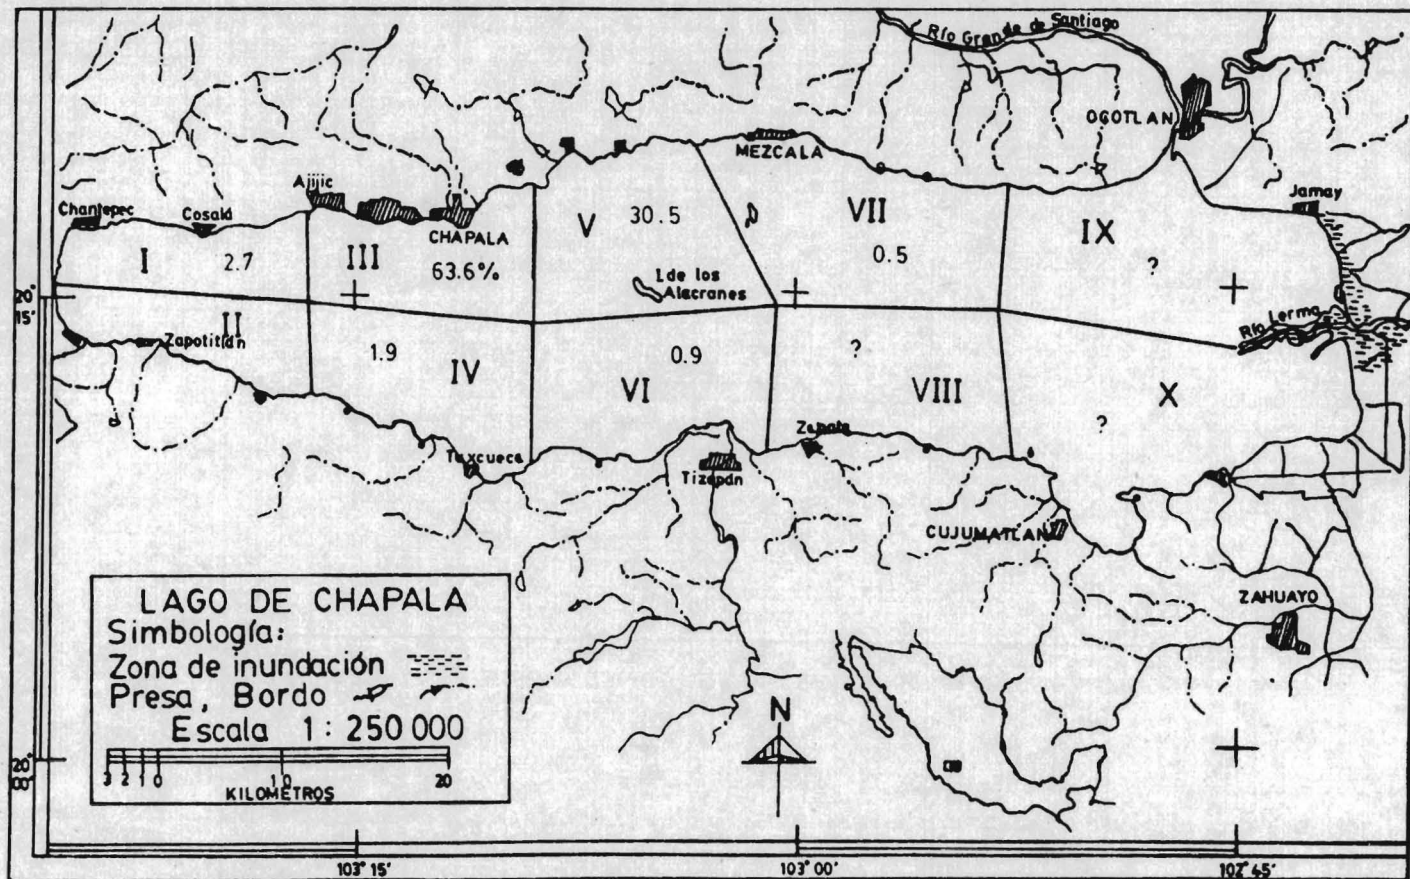 Río Grande de Santiago
OCOTLAN
MEZCALA
Jamay
Ajijic
Chantepec
Cosalá
CHAPALA
I
2.7
III
63.6%
V
30.5
I. de los
Alacranes
VII
0.5
IX
?
20°
15'
II
Zapotitlán
1.9
IV
0.9
VI
?
VIII
Río Lerma
X
?
Tuxcueca
Tizapán
Zapata
CUJUMATLAN
ZAHUAYO
LAGO DE CHAPALA
Simbología:
Zona de inundación
Presa, Bordo
Escala 1: 250 000
3 2 1 0 10 20
KILOMETROS
N
20°
00'
103° 15'
103° 00'
102° 45'